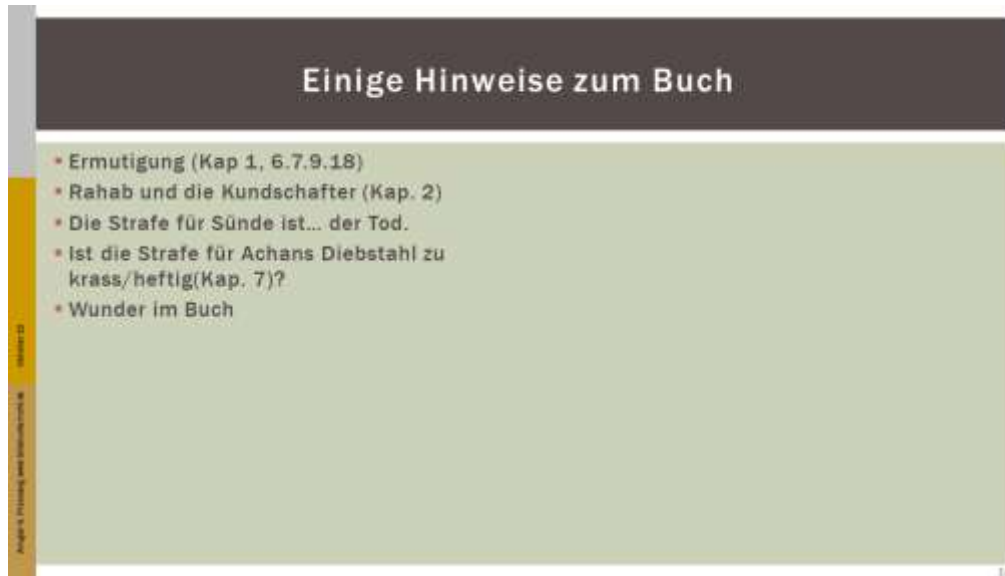 Einige Hinweise zum Buch
▪ Ermutigung (Kap 1, 6.7.9.18)
▪ Rahab und die Kundschafter (Kap. 2)
▪ Die Strafe für Sünde ist... der Tod.
▪ Ist die Strafe für Achans Diebstahl zu
krass/heftig(Kap. 7)?
▪ Wunder im Buch